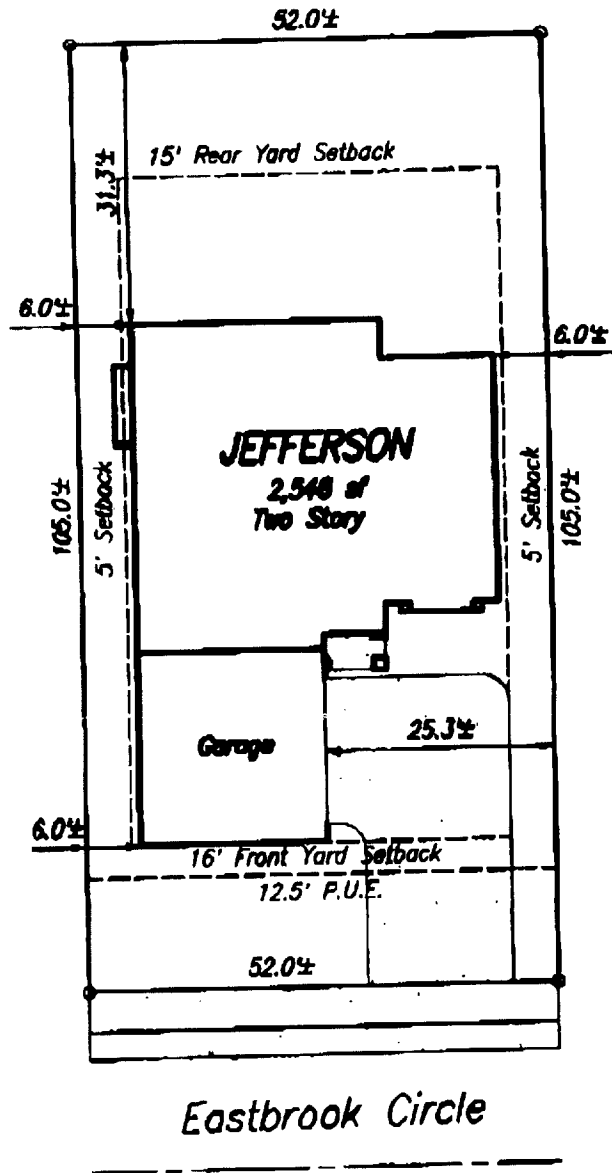 52.0'±
15' Rear Yard Setback
31.3'±
6.0'±
6.0'±
JEFFERSON
2,546 sf
Two Story
105.0'±
5' Setback
5' Setback
105.0'±
Garage
25.3'±
6.0'±
16' Front Yard Setback
12.5' P.U.E.
52.0'±
Eastbrook Circle